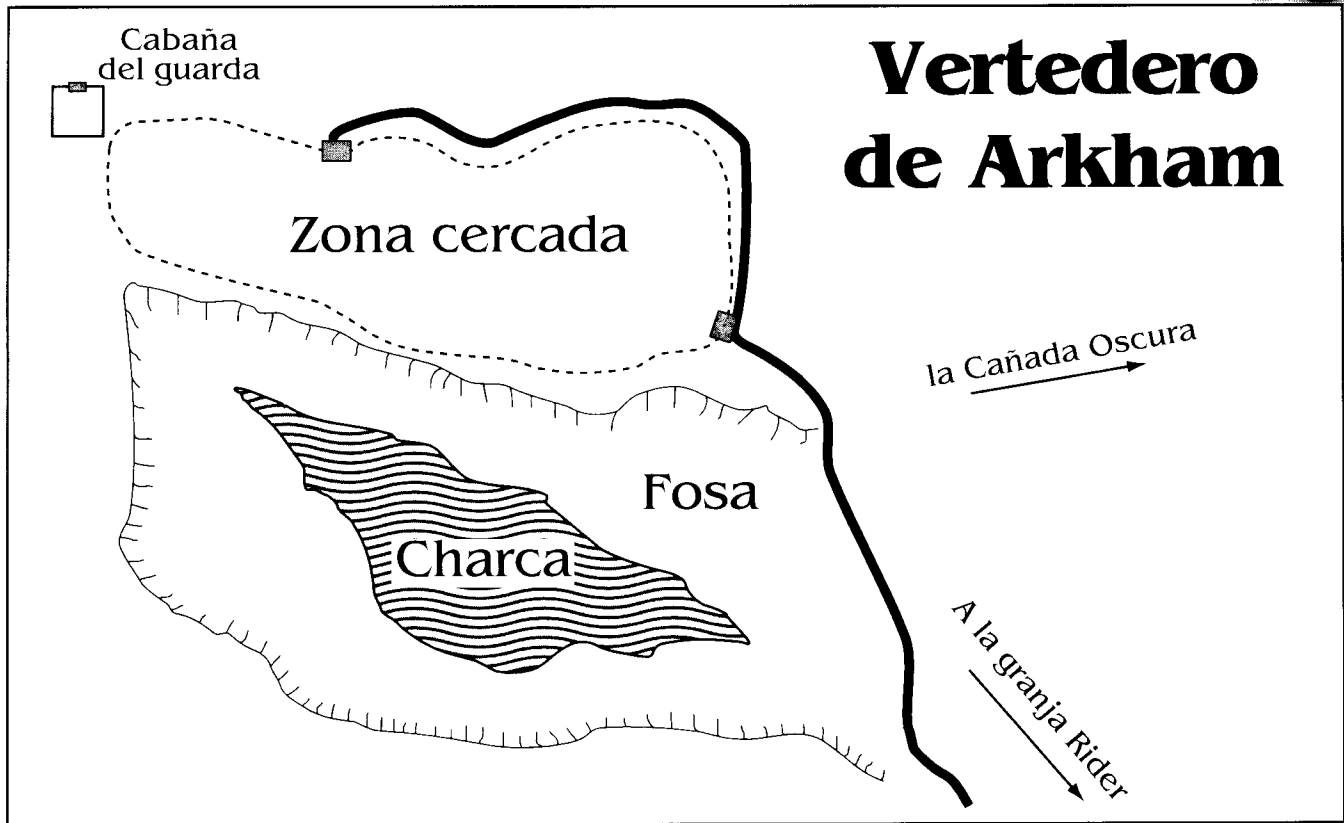 Cabaña
del guarda
Vertedero
de Arkham
Zona cercada
la Cañada Oscura
Fosa
Charca
A la granja Rider